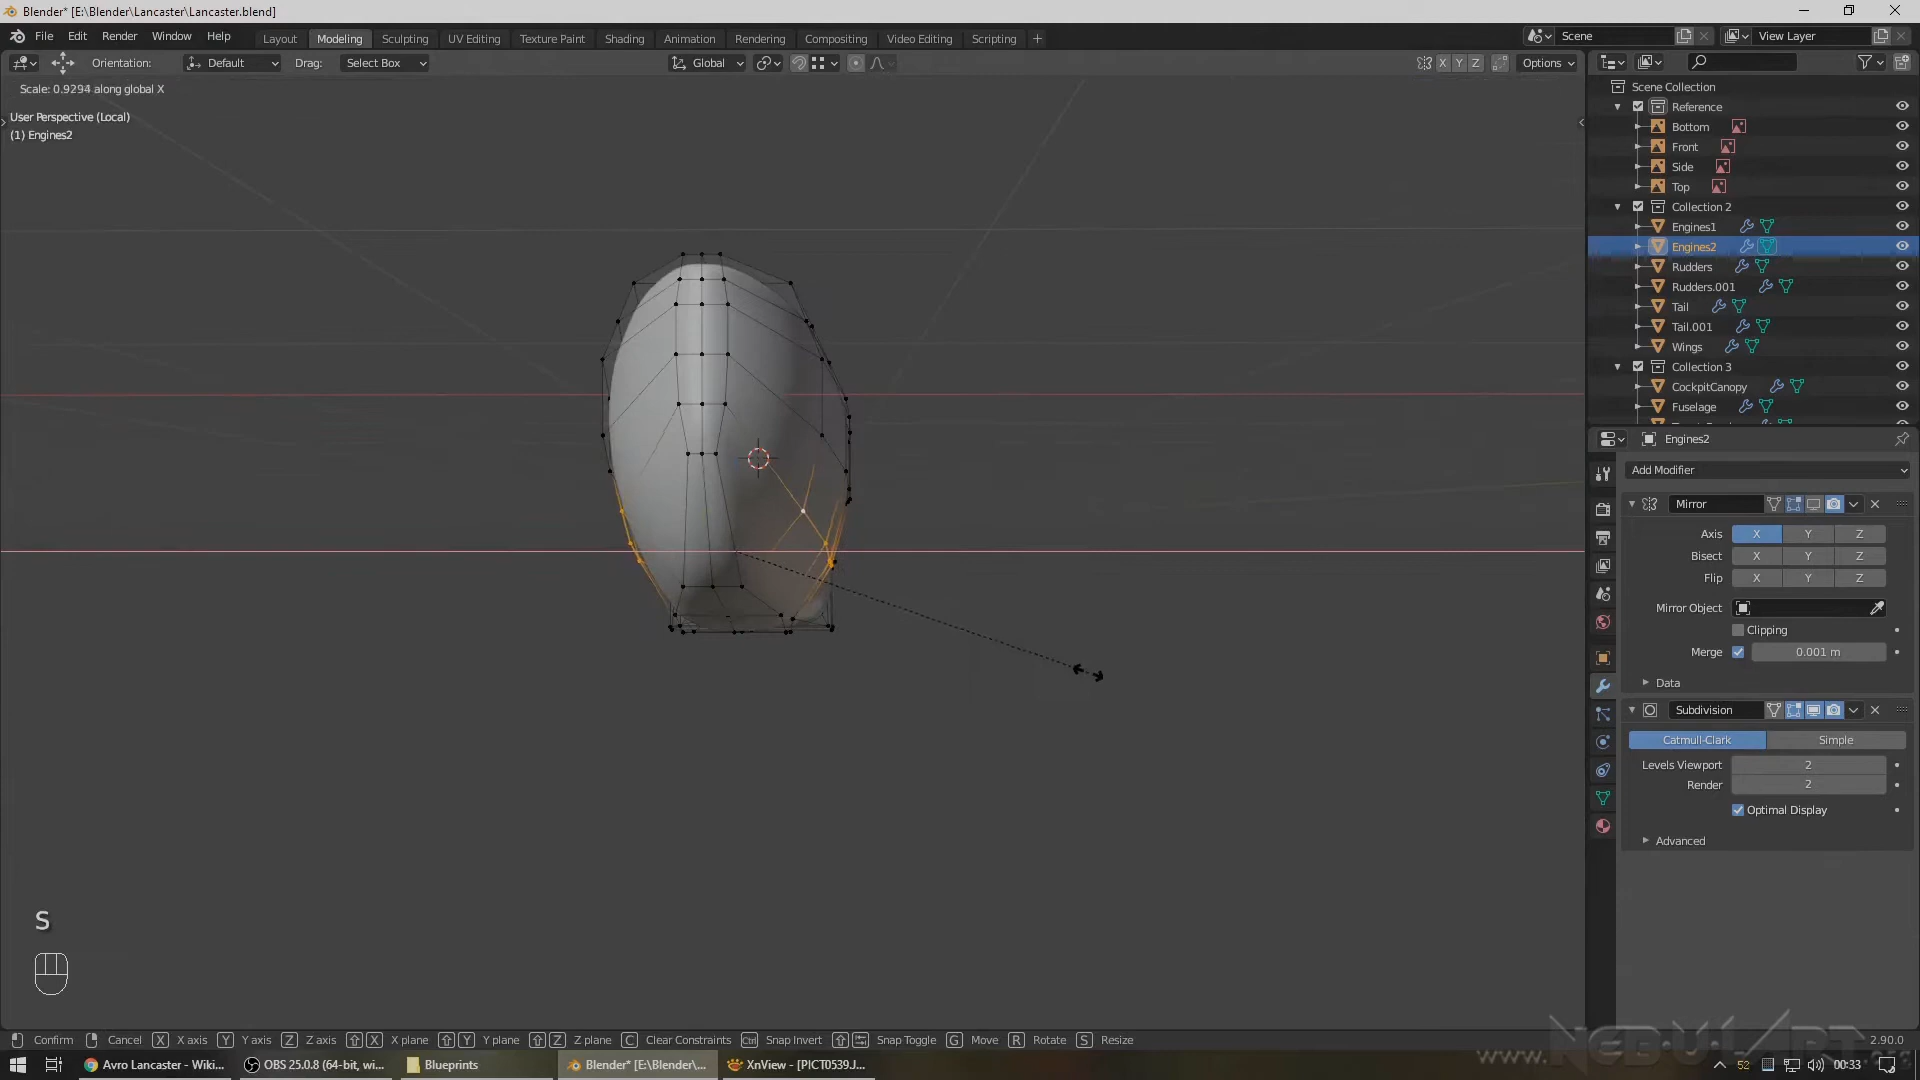 Blender* [E:\Blender\Lancaster\Lancaster.blend]
File Edit Render Window Help Layout Modeling Sculpting UV Editing Texture Paint Shading Animation Rendering Compositing Video Editing Scripting + Scene View Layer
Orientation: Default Drag: Select Box Global X Y Z Options
Scale: 0.9294 along global X
User Perspective (Local)
(1) Engines2
Scene Collection
Reference
Bottom
Front
Side
Top
Collection 2
Engines1
Engines2
Rudders
Rudders.001
Tail
Tail.001
Wings
Collection 3
CockpitCanopy
Fuselage
Engines2
Add Modifier
Mirror
Axis X Y Z
Bisect X Y Z
Flip X Y Z
Mirror Object
Clipping
Merge 0.001 m
Data
Subdivision
Catmull-Clark Simple
Levels Viewport 2
Render 2
Optimal Display
Advanced
S
Confirm Cancel X X axis Y Y axis Z Z axis X X plane Y Y plane Z Z plane C Clear Constraints Ctrl Snap Invert Snap Toggle G Move R Rotate S Resize 2.90.0
Avro Lancaster - Wiki... OBS 25.0.8 (64-bit, wi... Blueprints Blender* [E:\Blender\... XnView - [PICT0539.J... 52 00:33